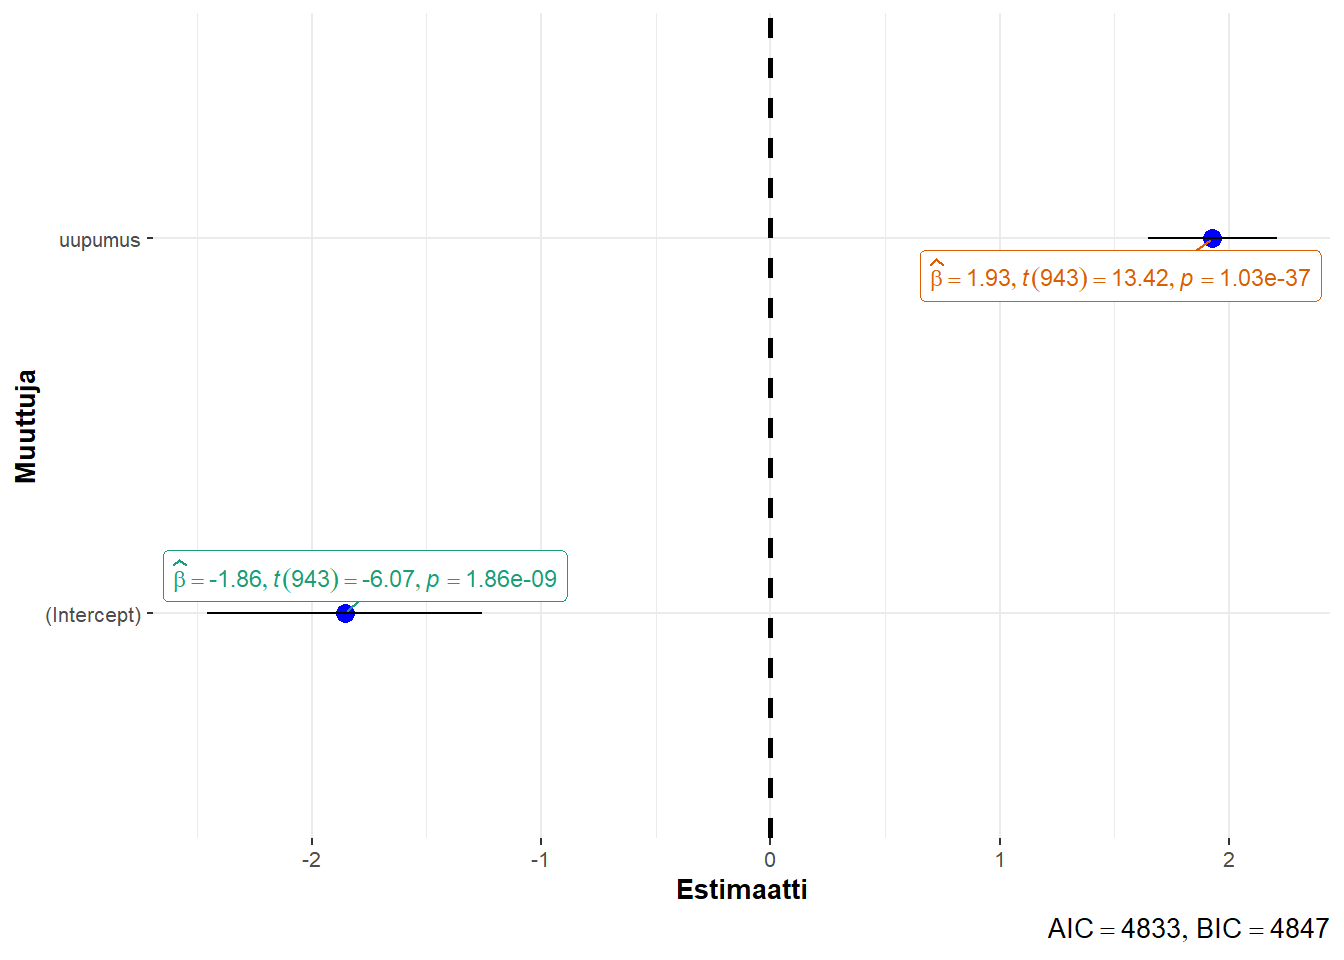 uupumus
β̂ = 1.93, t(943) = 13.42, p = 1.03e-37
Muuttuja
β̂ = -1.86, t(943) = -6.07, p = 1.86e-09
(Intercept)
-2 -1 0 1 2
Estimaatti
AIC = 4833, BIC = 4847